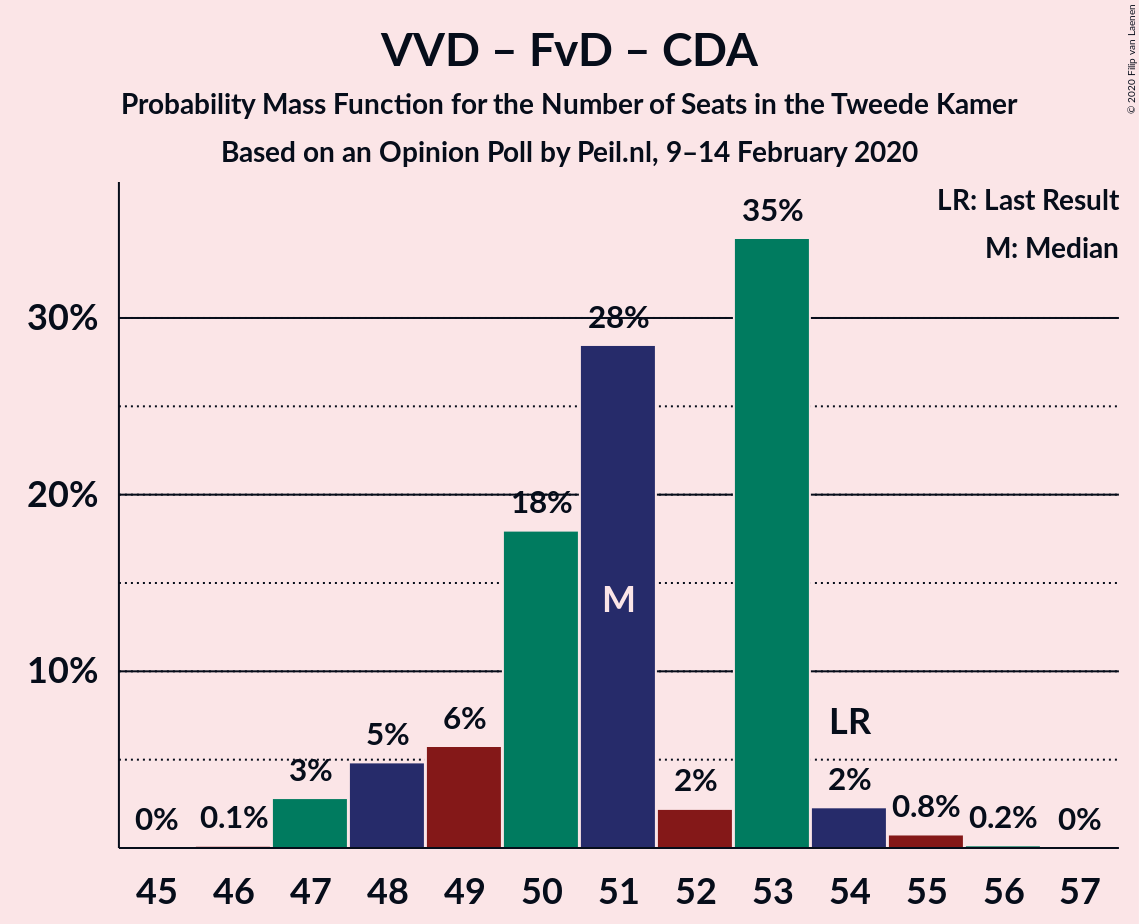 VVD – FvD – CDA
Probability Mass Function for the Number of Seats in the Tweede Kamer
Based on an Opinion Poll by Peil.nl, 9–14 February 2020
© 2020 Filip van Laenen
LR: Last Result
M: Median
30%
20%
10%
0%
0.1%
3%
5%
6%
18%
28%
M
2%
35%
LR
2%
0.8%
0.2%
0%
45 46 47 48 49 50 51 52 53 54 55 56 57